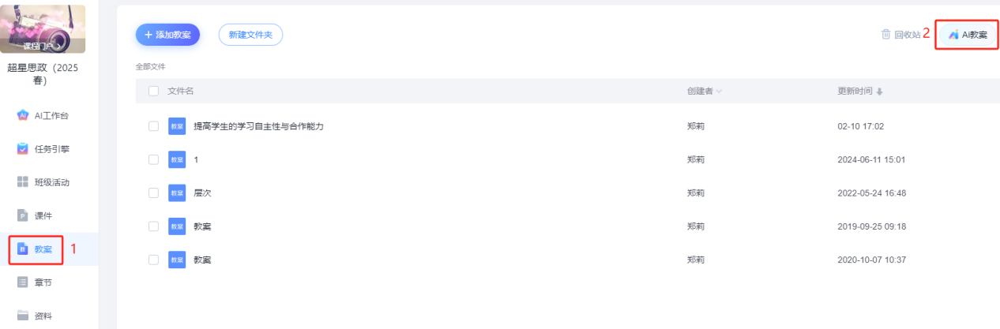 课程门户 >
超星思政（2025
春）
AI工作台
任务引擎
班级活动
课件
教案 1
章节
资料
+ 添加教案 新建文件夹 回收站 2 AI教案
全部文件
文件名 创建者 更新时间
教案 提高学生的学习自主性与合作能力 郑莉 02-10 17:02
教案 1 郑莉 2024-06-11 15:01
教案 层次 郑莉 2022-05-24 16:48
教案 教案 郑莉 2019-09-25 09:18
教案 教案 郑莉 2020-10-07 10:37